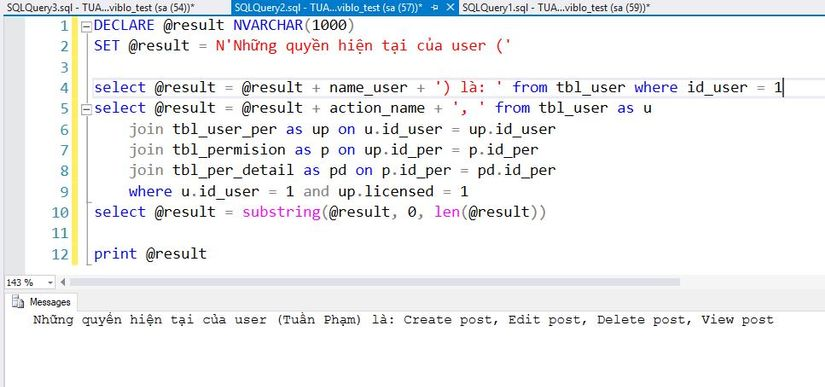 SQLQuery3.sql - TUA...viblo_test (sa (54))* SQLQuery2.sql - TUA...viblo_test (sa (57))* SQLQuery1.sql - TUA...viblo_test (sa (59))*
1 DECLARE @result NVARCHAR(1000)
2 SET @result = N'Những quyền hiện tại của user ('
3
4 select @result = @result + name_user + ') là: ' from tbl_user where id_user = 1
5 select @result = @result + action_name + ', ' from tbl_user as u
6 join tbl_user_per as up on u.id_user = up.id_user
7 join tbl_permision as p on up.id_per = p.id_per
8 join tbl_per_detail as pd on p.id_per = pd.id_per
9 where u.id_user = 1 and up.licensed = 1
10 select @result = substring(@result, 0, len(@result))
11
12 print @result
143 %
Messages
Những quyền hiện tại của user (Tuần Phạm) là: Create post, Edit post, Delete post, View post